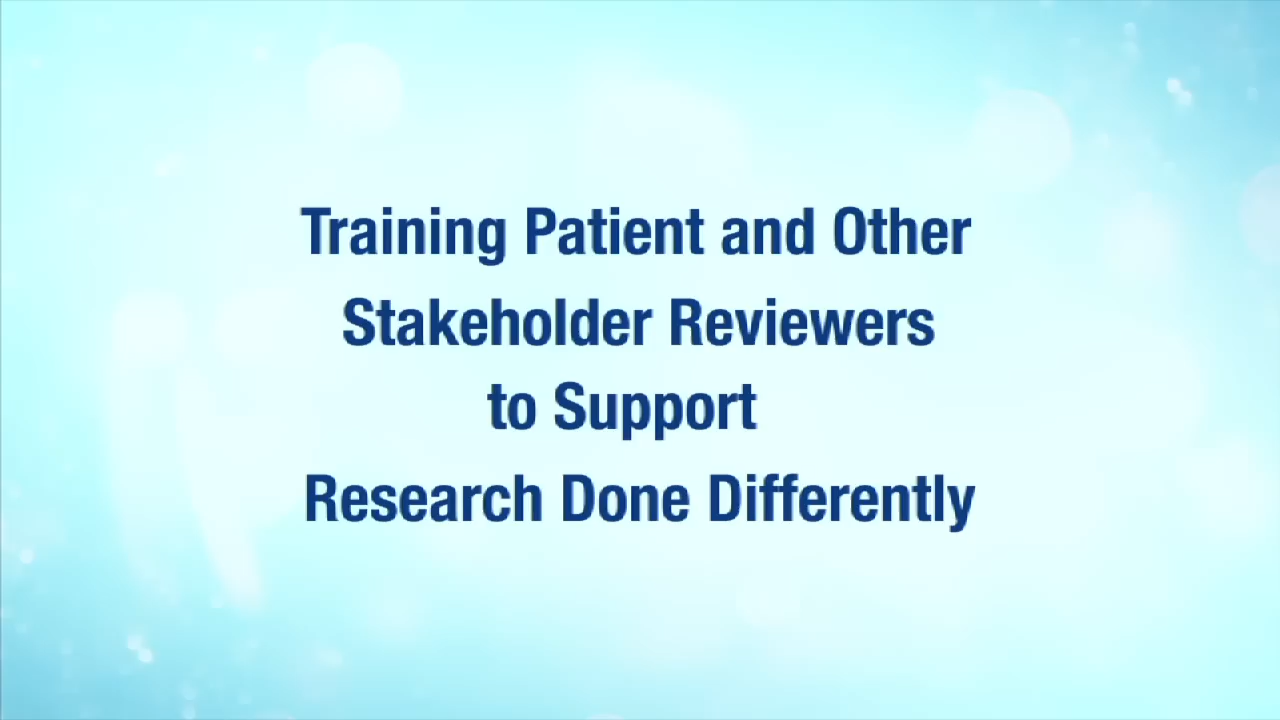 Training Patient and Other
Stakeholder Reviewers
to Support
Research Done Differently